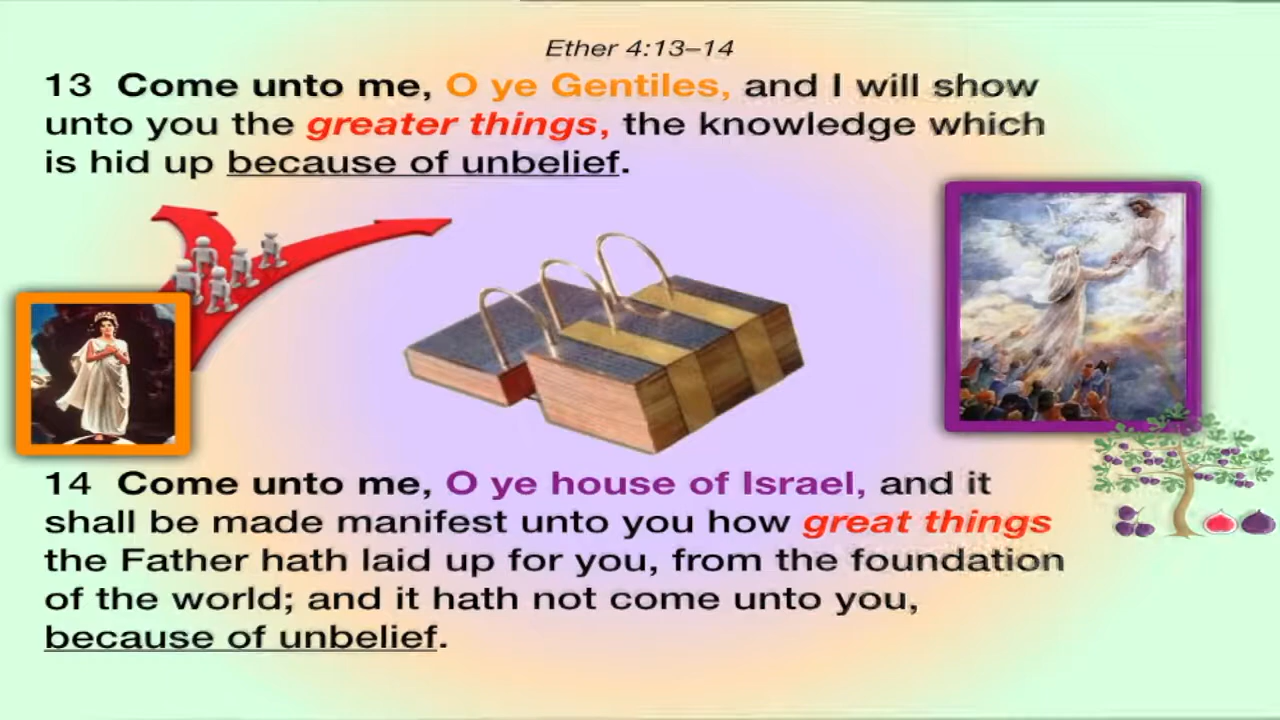 Ether 4:13–14
13 Come unto me, O ye Gentiles, and I will show
unto you the greater things, the knowledge which
is hid up because of unbelief.
14 Come unto me, O ye house of Israel, and it
shall be made manifest unto you how great things
the Father hath laid up for you, from the foundation
of the world; and it hath not come unto you,
because of unbelief.